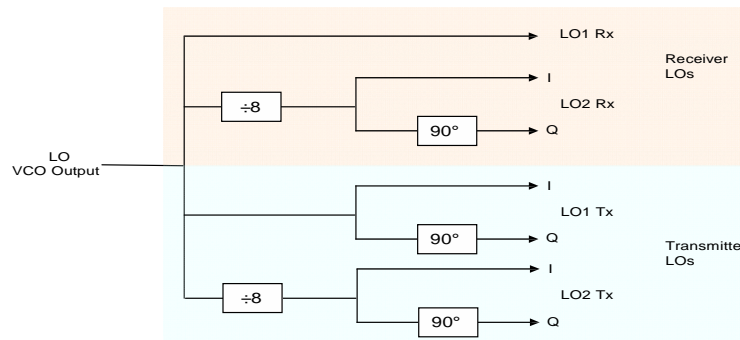 LO1 Rx
Receiver
LOs
I
÷8
LO2 Rx
90°
Q
LO
VCO Output
I
LO1 Tx
90°
Q
Transmitte
LOs
I
÷8
LO2 Tx
90°
Q